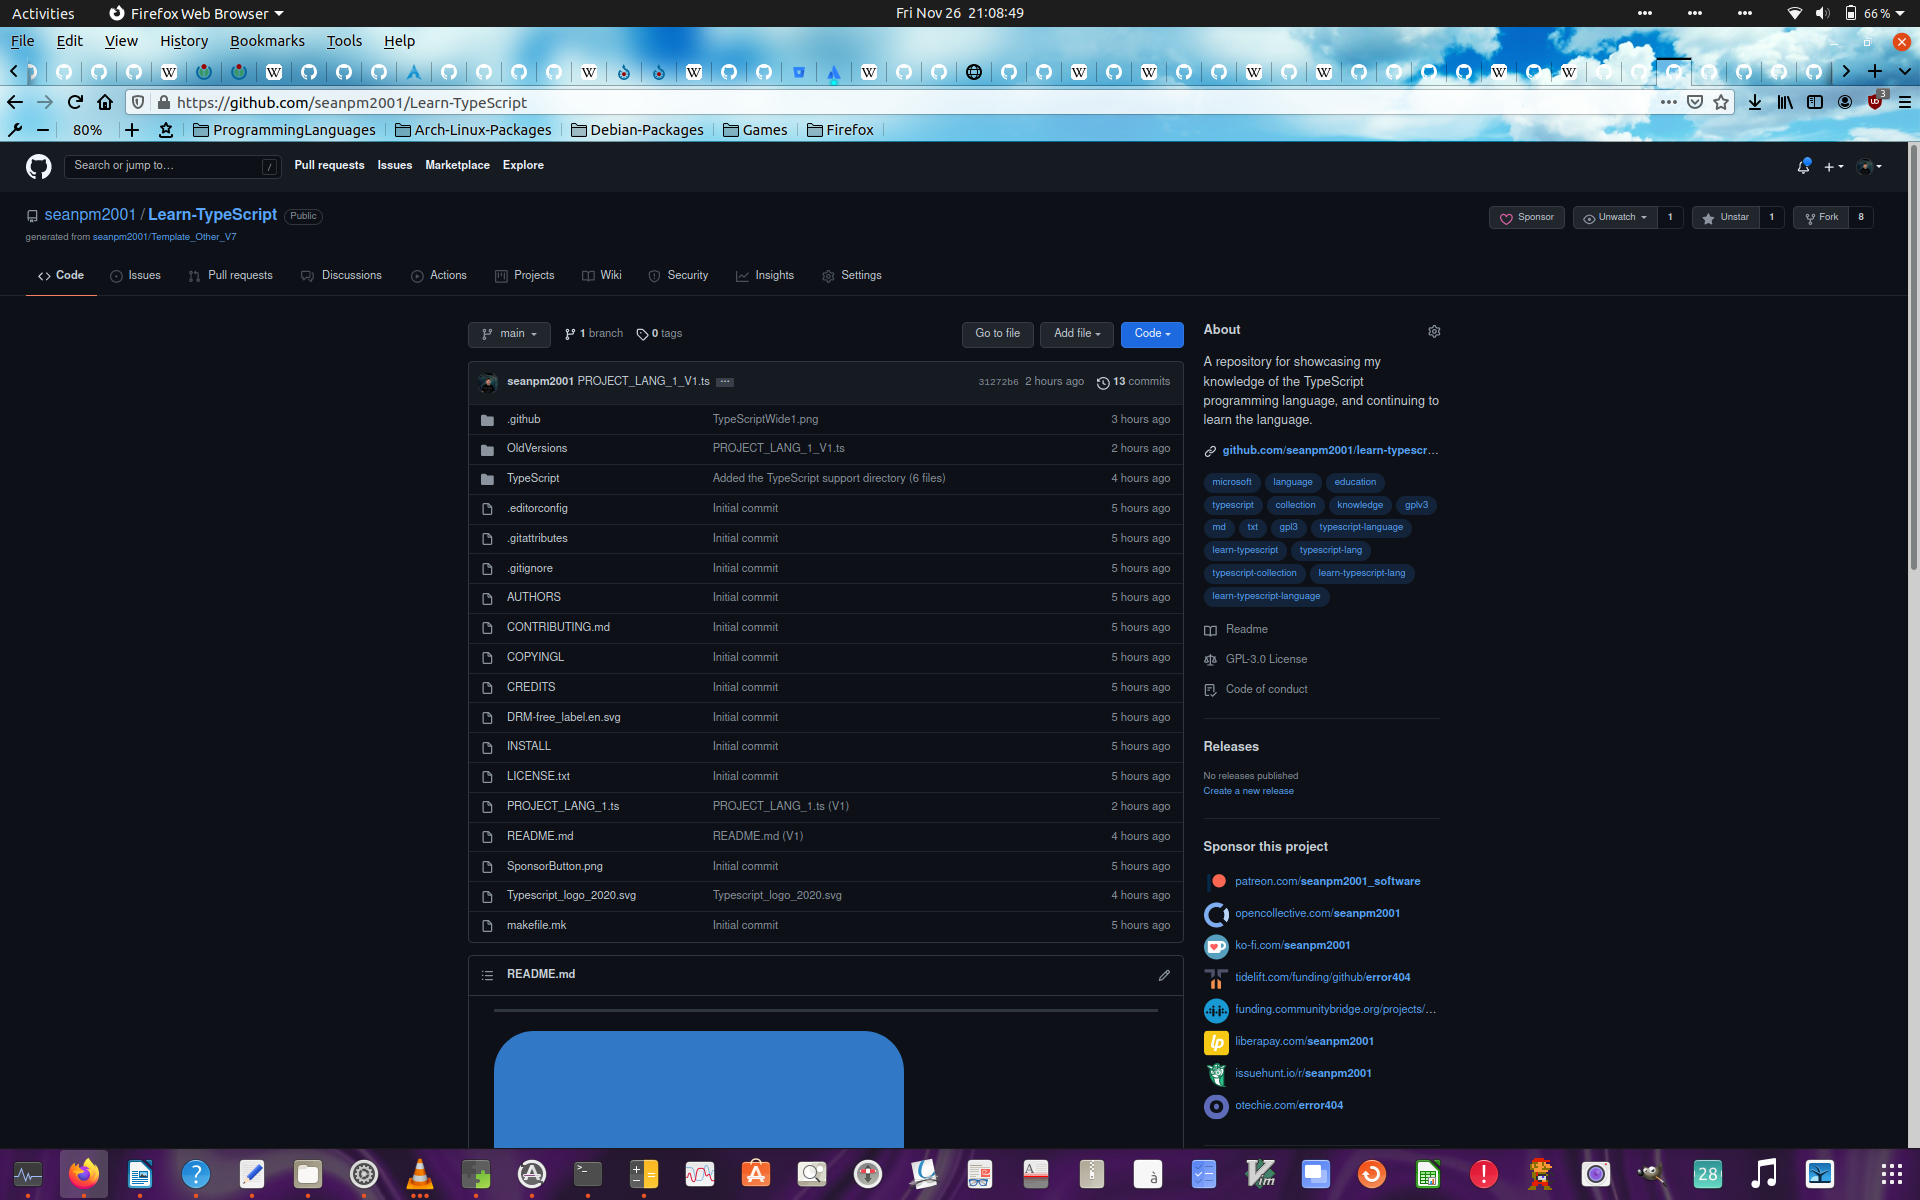 Activities Firefox Web Browser Fri Nov 26 21:08:49 66 %
File Edit View History Bookmarks Tools Help
https://github.com/seanpm2001/Learn-TypeScript 3
80% ProgrammingLanguages Arch-Linux-Packages Debian-Packages Games Firefox
Search or jump to… / Pull requests Issues Marketplace Explore
seanpm2001 / Learn-TypeScript Public Sponsor Unwatch 1 Unstar 1 Fork 8
generated from seanpm2001/Template_Other_V7
Code Issues Pull requests Discussions Actions Projects Wiki Security Insights Settings
main 1 branch 0 tags Go to file Add file Code
seanpm2001 PROJECT_LANG_1_V1.ts ... 31272b6 2 hours ago 13 commits
.github TypeScriptWide1.png 3 hours ago
OldVersions PROJECT_LANG_1_V1.ts 2 hours ago
TypeScript Added the TypeScript support directory (6 files) 4 hours ago
.editorconfig Initial commit 5 hours ago
.gitattributes Initial commit 5 hours ago
.gitignore Initial commit 5 hours ago
AUTHORS Initial commit 5 hours ago
CONTRIBUTING.md Initial commit 5 hours ago
COPYINGL Initial commit 5 hours ago
CREDITS Initial commit 5 hours ago
DRM-free_label.en.svg Initial commit 5 hours ago
INSTALL Initial commit 5 hours ago
LICENSE.txt Initial commit 5 hours ago
PROJECT_LANG_1.ts PROJECT_LANG_1.ts (V1) 2 hours ago
README.md README.md (V1) 4 hours ago
SponsorButton.png Initial commit 5 hours ago
Typescript_logo_2020.svg Typescript_logo_2020.svg 4 hours ago
makefile.mk Initial commit 5 hours ago
README.md
About
A repository for showcasing my
knowledge of the TypeScript
programming language, and continuing to
learn the language.
github.com/seanpm2001/learn-typescr…
microsoft language education
typescript collection knowledge gplv3
md txt gpl3 typescript-language
learn-typescript typescript-lang
typescript-collection learn-typescript-lang
learn-typescript-language
Readme
GPL-3.0 License
Code of conduct
Releases
No releases published
Create a new release
Sponsor this project
patreon.com/seanpm2001_software
opencollective.com/seanpm2001
ko-fi.com/seanpm2001
tidelift.com/funding/github/error404
funding.communitybridge.org/projects/…
lp liberapay.com/seanpm2001
issuehunt.io/r/seanpm2001
otechie.com/error404
28